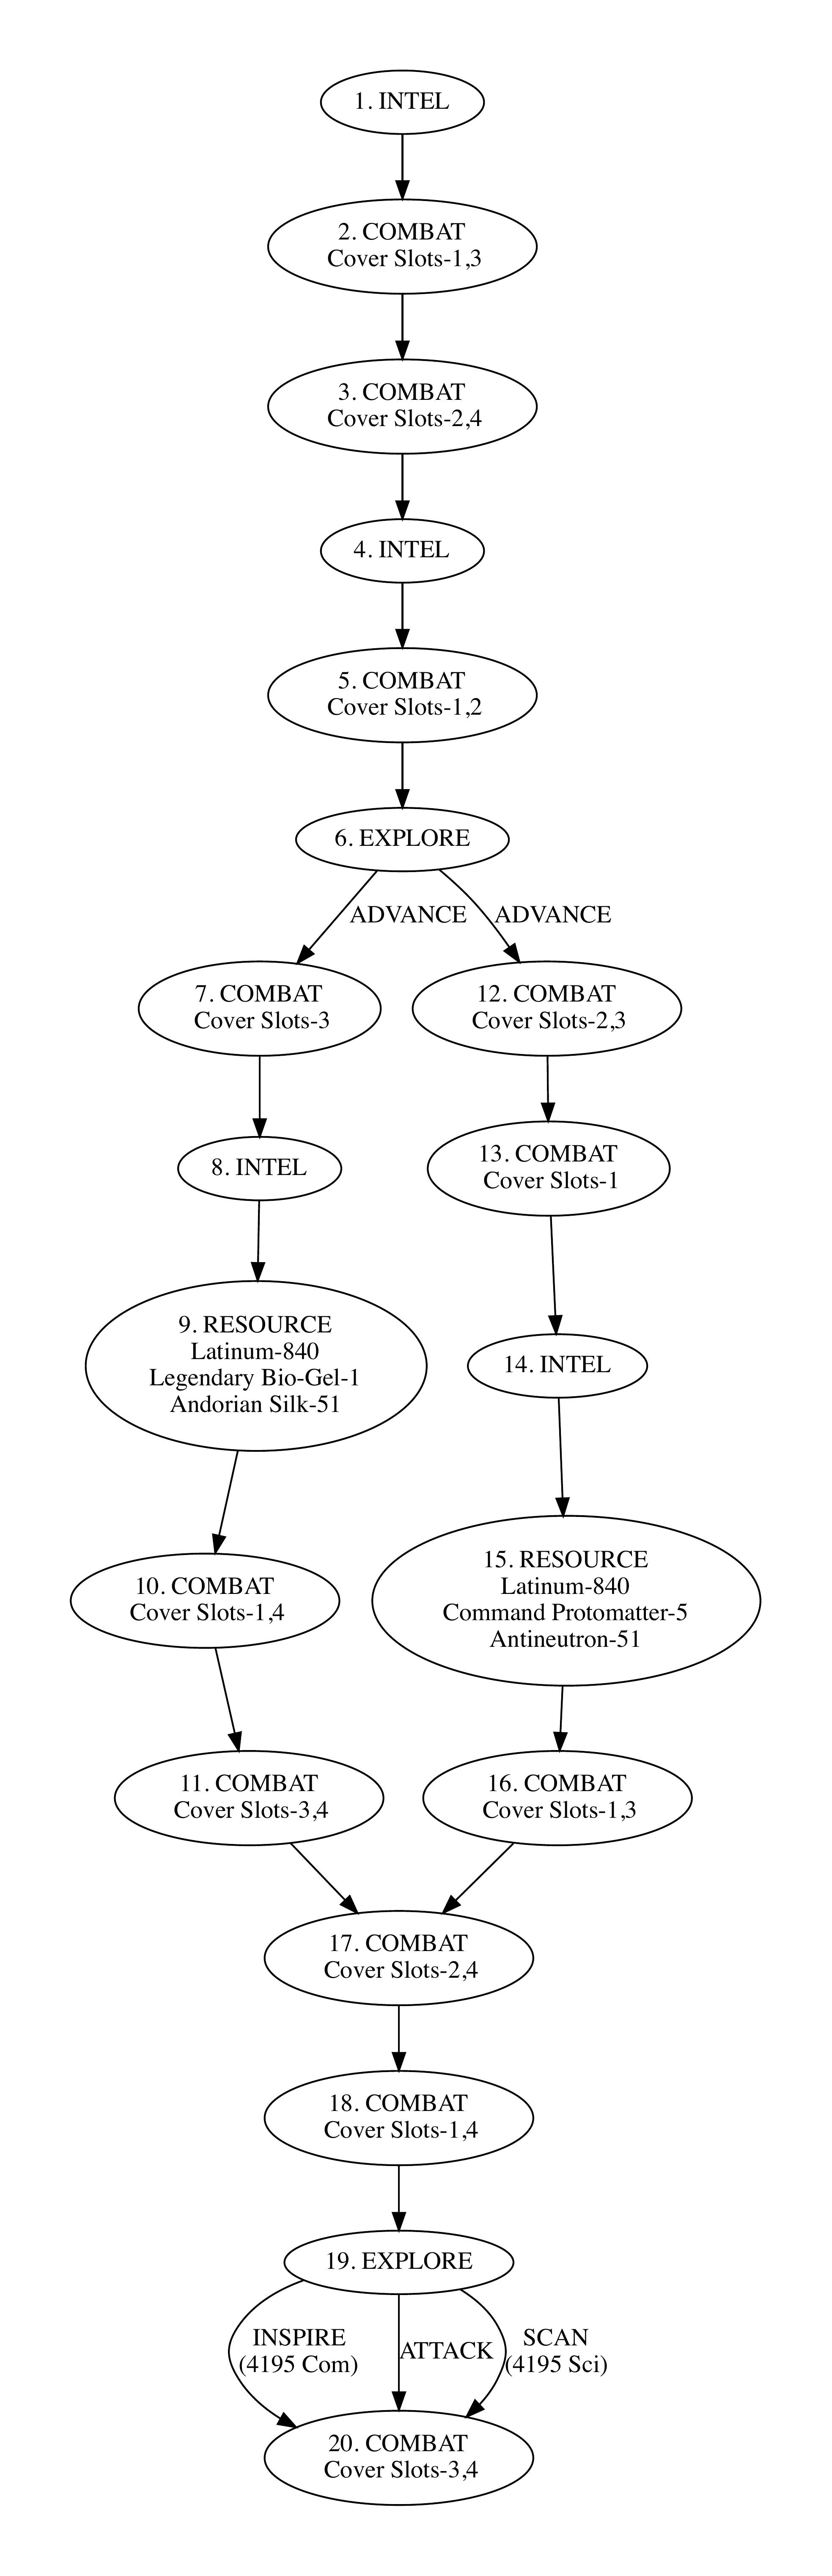 1. INTEL
2. COMBAT
Cover Slots-1,3
3. COMBAT
Cover Slots-2,4
4. INTEL
5. COMBAT
Cover Slots-1,2
6. EXPLORE
ADVANCE
ADVANCE
7. COMBAT
Cover Slots-3
12. COMBAT
Cover Slots-2,3
8. INTEL
13. COMBAT
Cover Slots-1
9. RESOURCE
Latinum-840
Legendary Bio-Gel-1
Andorian Silk-51
14. INTEL
10. COMBAT
Cover Slots-1,4
15. RESOURCE
Latinum-840
Command Protomatter-5
Antineutron-51
11. COMBAT
Cover Slots-3,4
16. COMBAT
Cover Slots-1,3
17. COMBAT
Cover Slots-2,4
18. COMBAT
Cover Slots-1,4
19. EXPLORE
INSPIRE
(4195 Com)
ATTACK
SCAN
(4195 Sci)
20. COMBAT
Cover Slots-3,4